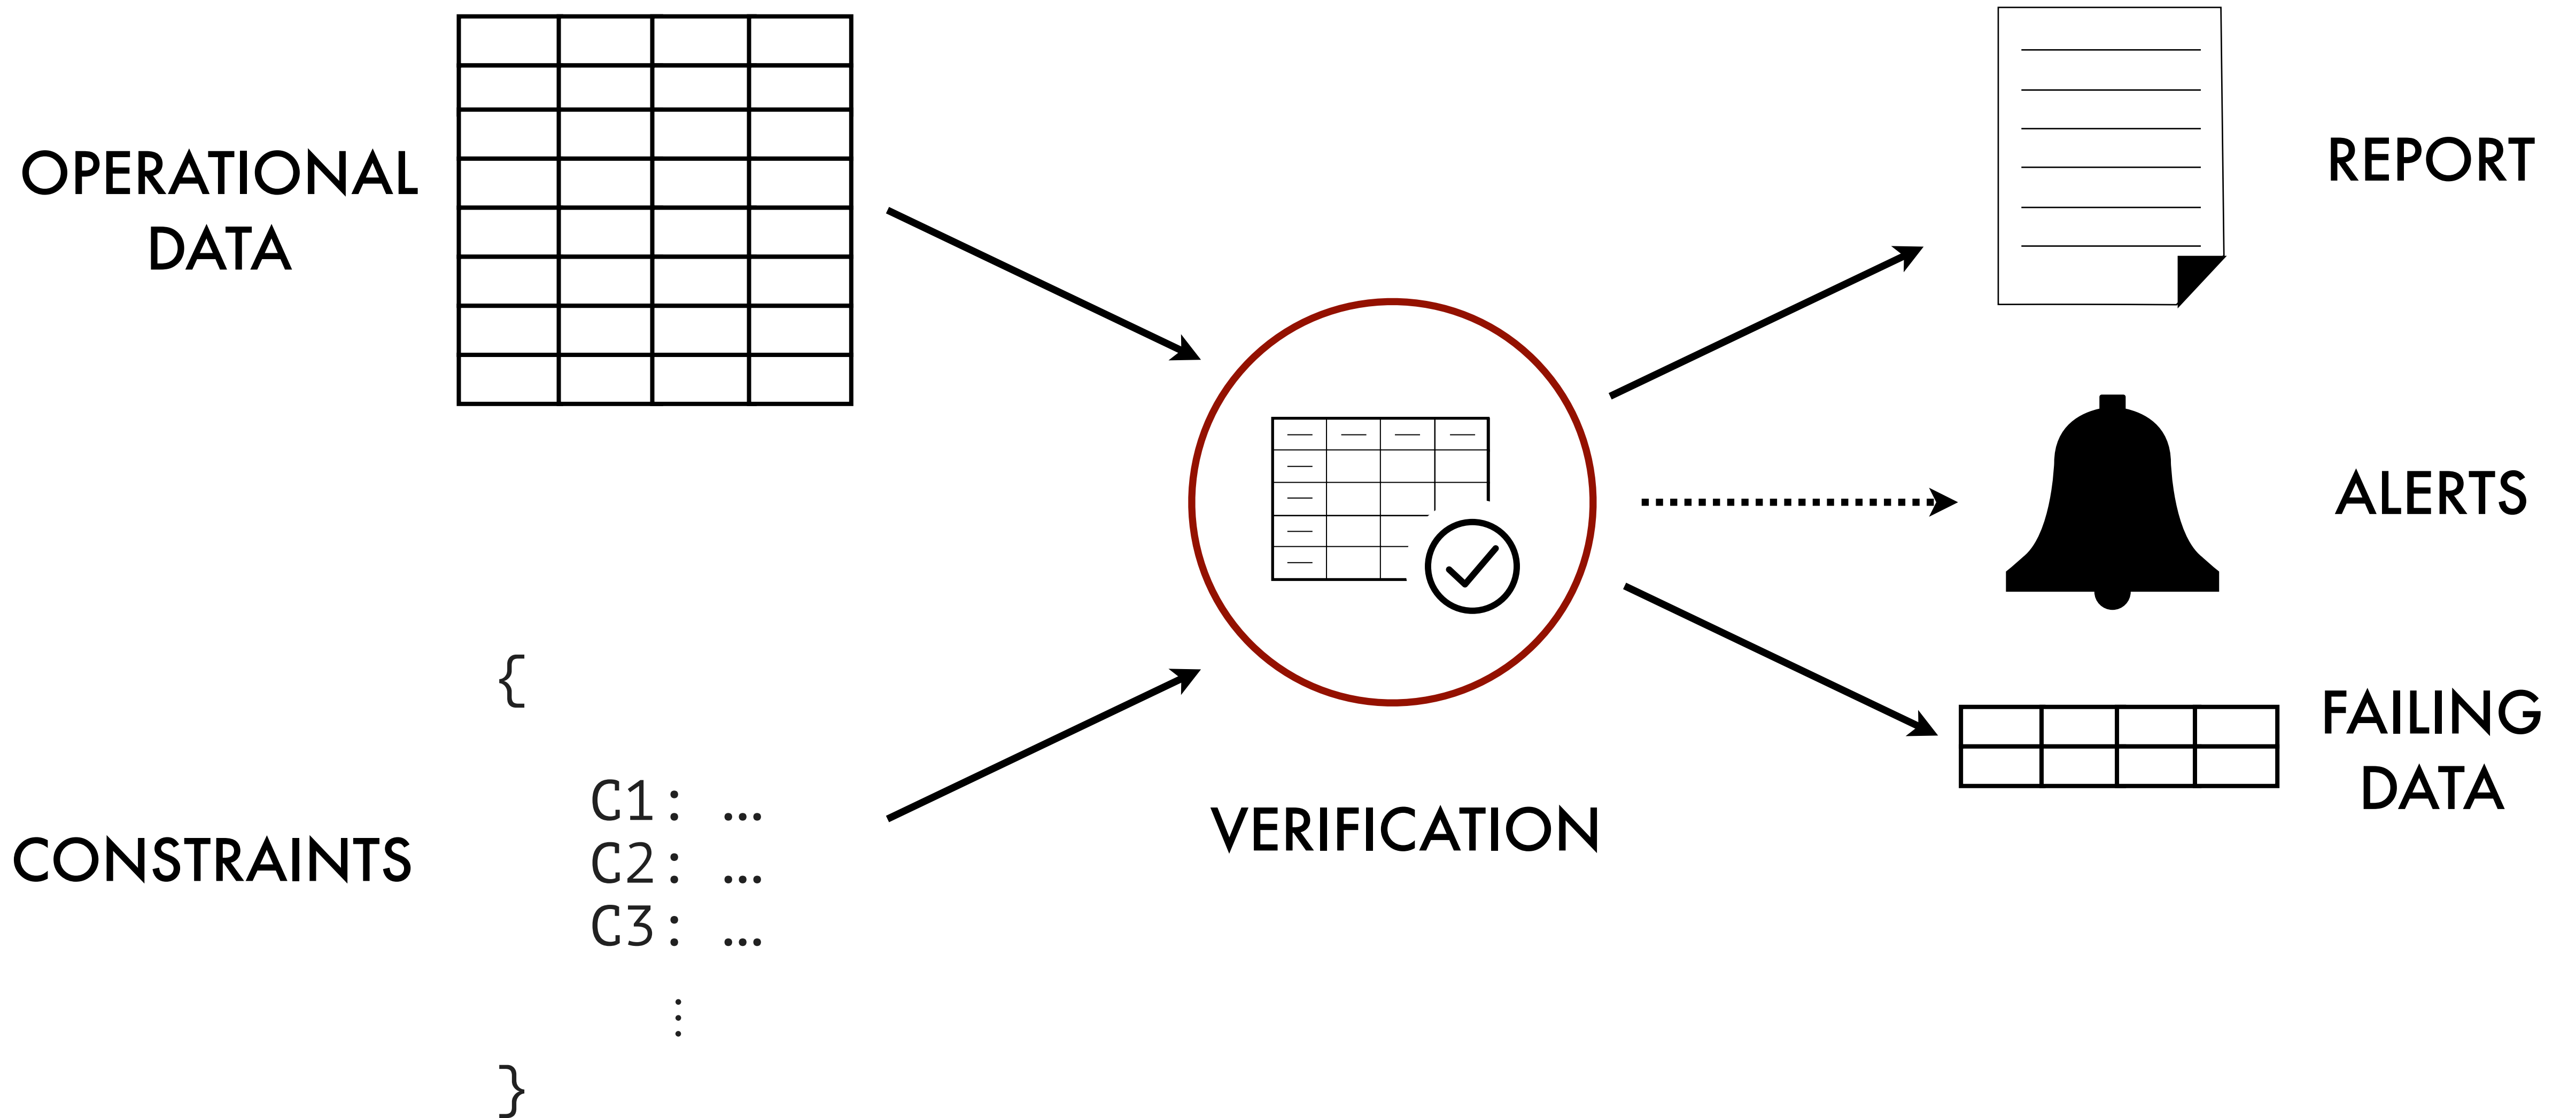 OPERATIONAL
DATA
CONSTRAINTS
{
C1: …
C2: …
C3: …
⋮
}
VERIFICATION
REPORT
ALERTS
FAILING
DATA